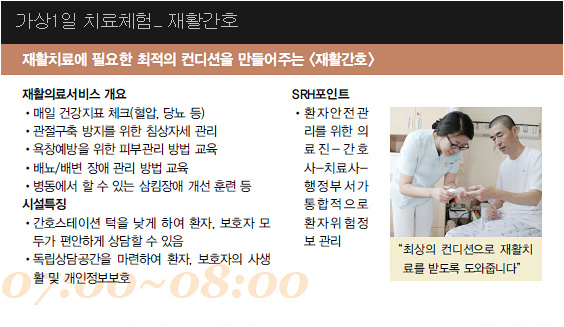 가상1일 치료체험_ 재활간호
재활치료에 필요한 최적의 컨디션을 만들어주는 <재활간호>
재활의료서비스 개요
・매일 건강지표 체크(혈압, 당뇨 등)
・관절구축 방지를 위한 침상자세 관리
・욕창예방을 위한 피부관리 방법 교육
・배뇨/배변 장애 관리 방법 교육
・병동에서 할 수 있는 삼킴장애 개선 훈련 등
시설특징
・간호스테이션 턱을 낮게 하여 환자, 보호자 모
두가 편안하게 상담할 수 있음
・독립상담공간을 마련하여 환자, 보호자의 사생
활 및 개인정보보호
07:00~08:00
SRH포인트
・환자안전관
리를 위한 의
료진-간호
사-치료사-
행정부서가
통합적으로
환자위험정
보 관리
“최상의 컨디션으로 재활치
료를 받도록 도와줍니다”